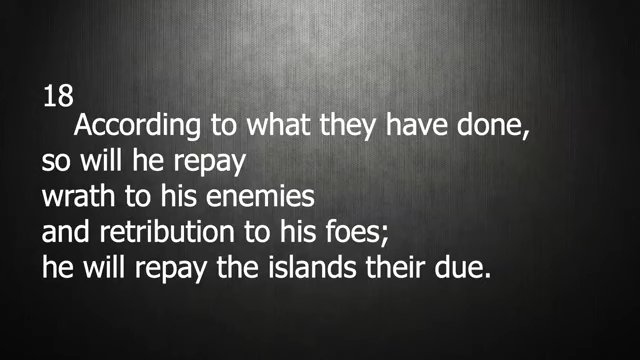 18
According to what they have done,
so will he repay
wrath to his enemies
and retribution to his foes;
he will repay the islands their due.